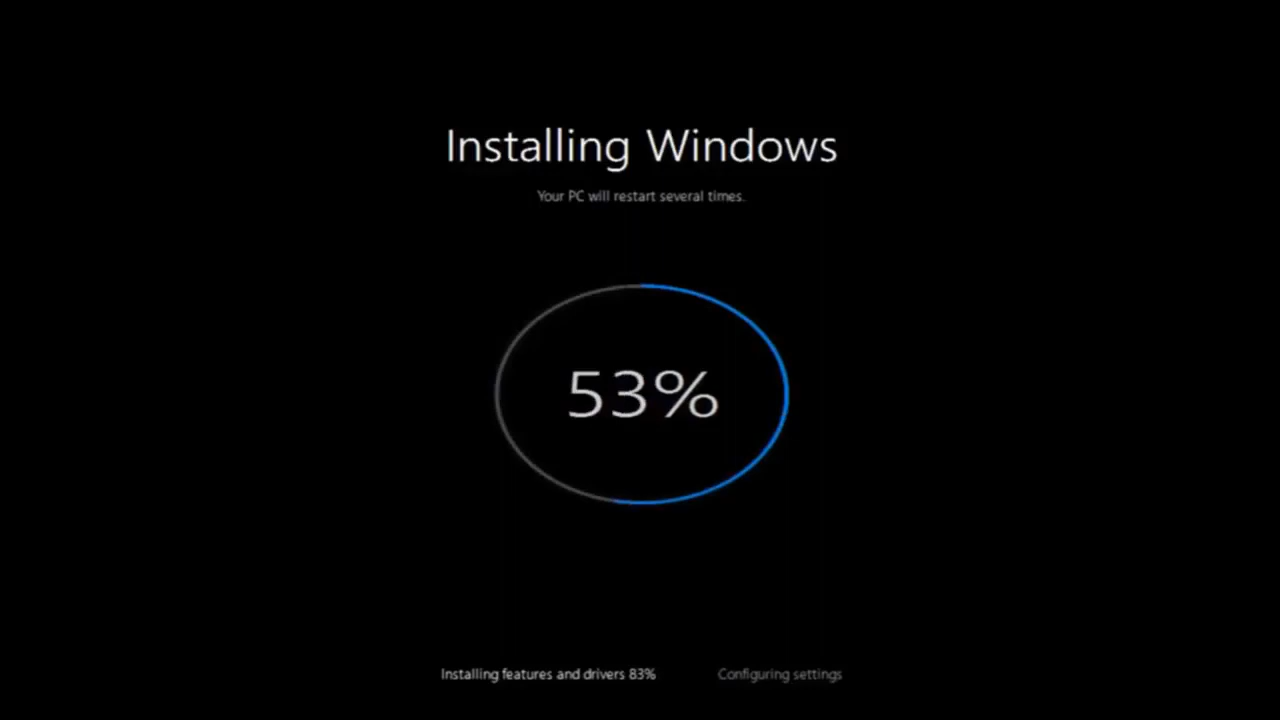 Installing Windows
Your PC will restart several times.
53%
Installing features and drivers 83%
Configuring settings